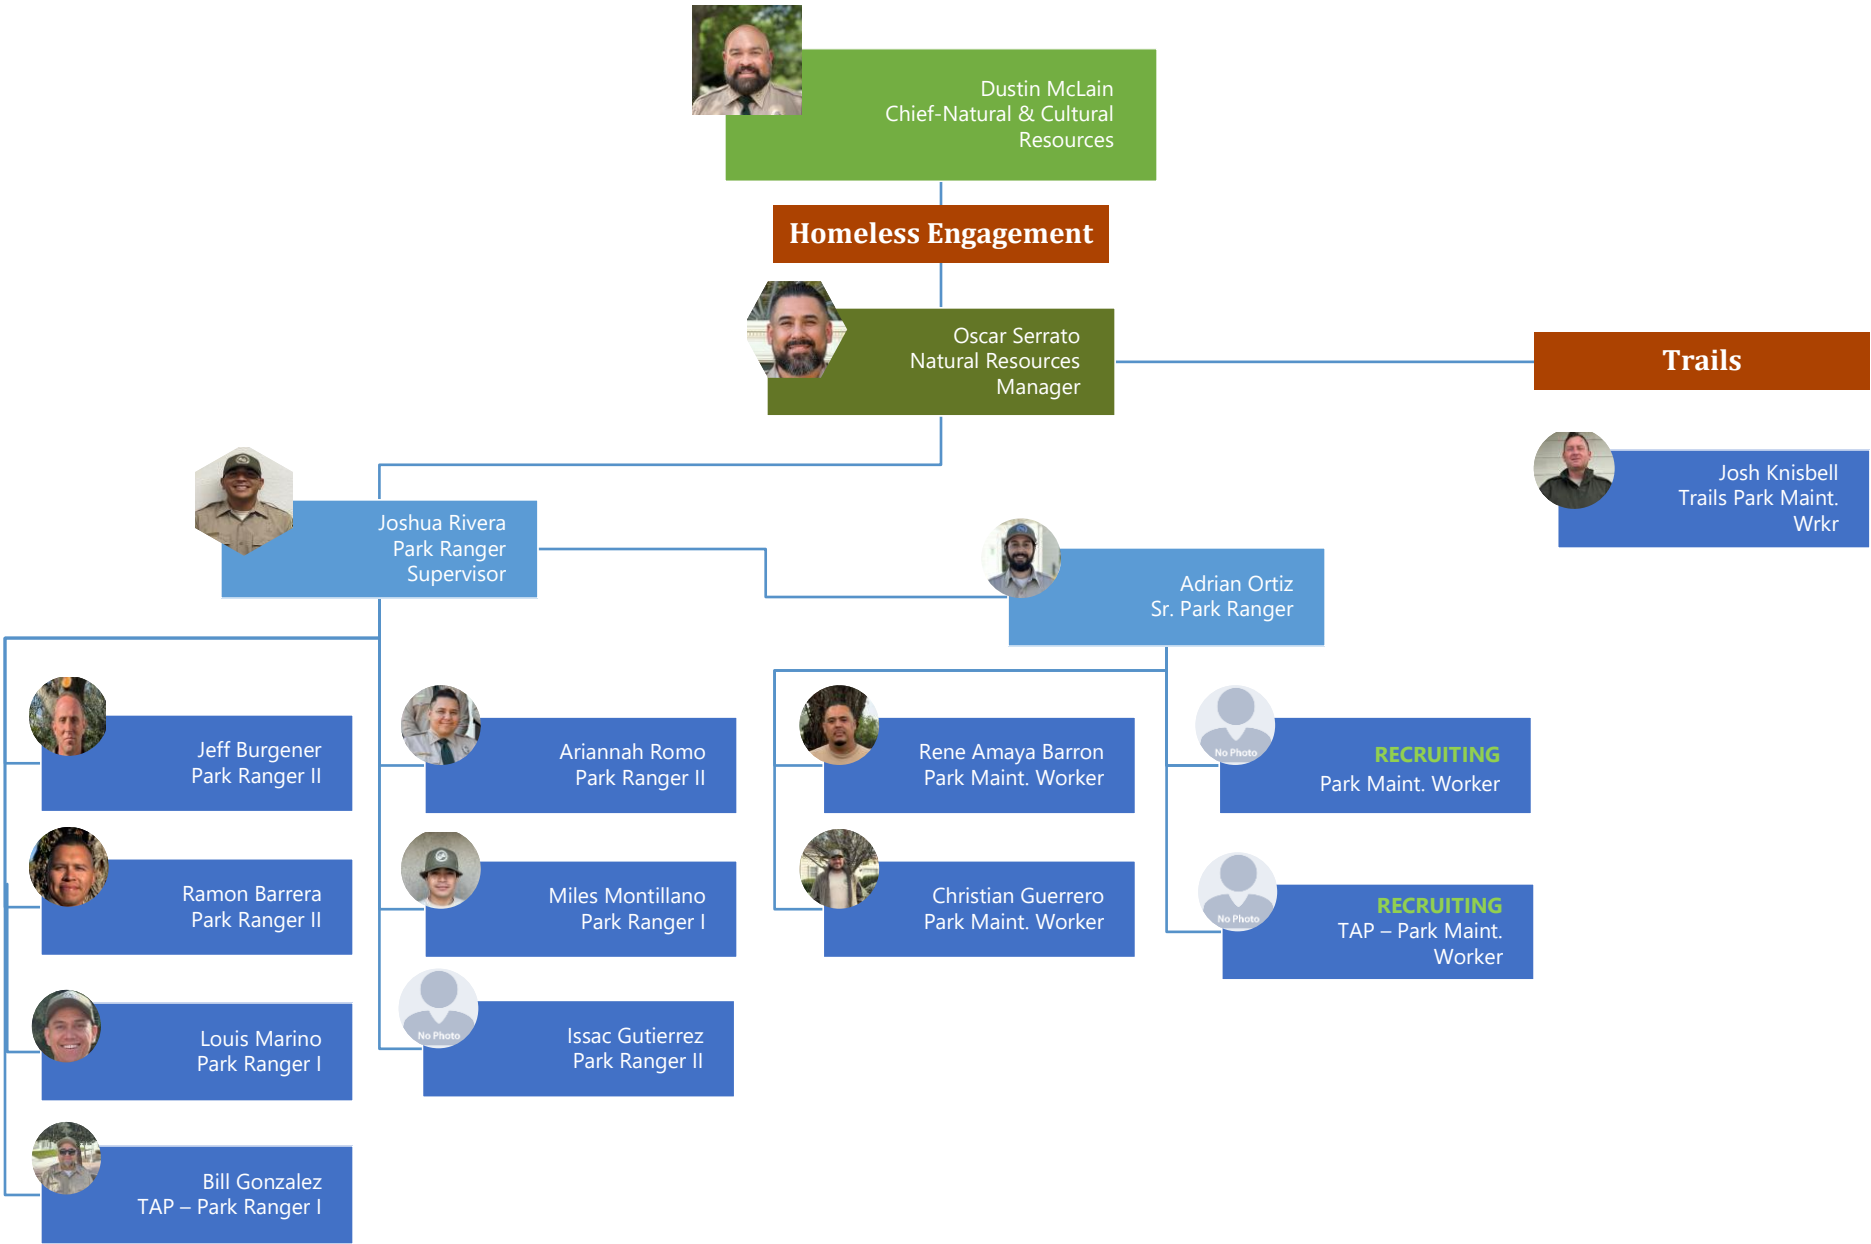 Dustin McLain
Chief-Natural & Cultural
Resources
Homeless Engagement
Oscar Serrato
Natural Resources
Manager
Trails
Josh Knisbell
Trails Park Maint.
Wrkr
Joshua Rivera
Park Ranger
Supervisor
Adrian Ortiz
Sr. Park Ranger
Jeff Burgener
Park Ranger II
Ariannah Romo
Park Ranger II
Rene Amaya Barron
Park Maint. Worker
No Photo
RECRUITING
Park Maint. Worker
Ramon Barrera
Park Ranger II
Miles Montillano
Park Ranger I
Christian Guerrero
Park Maint. Worker
No Photo
RECRUITING
TAP – Park Maint.
Worker
Louis Marino
Park Ranger I
No Photo
Issac Gutierrez
Park Ranger II
Bill Gonzalez
TAP – Park Ranger I